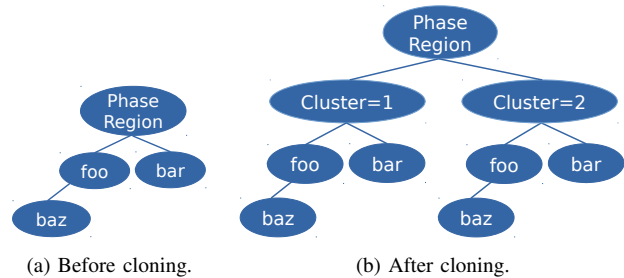 Phase
Region
foo
bar
baz
(a) Before cloning.
Phase
Region
Cluster=1
Cluster=2
foo
bar
foo
bar
baz
baz
(b) After cloning.